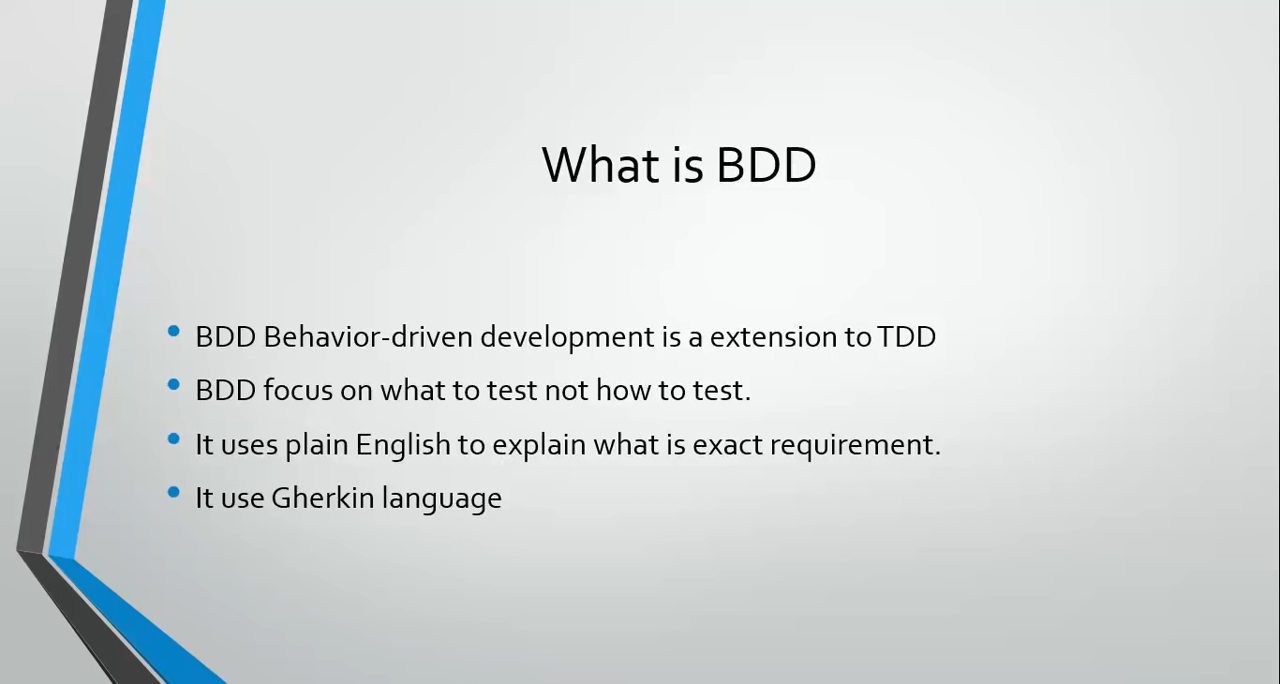 What is BDD
BDD Behavior-driven development is a extension to TDD
BDD focus on what to test not how to test.
It uses plain English to explain what is exact requirement.
It use Gherkin language